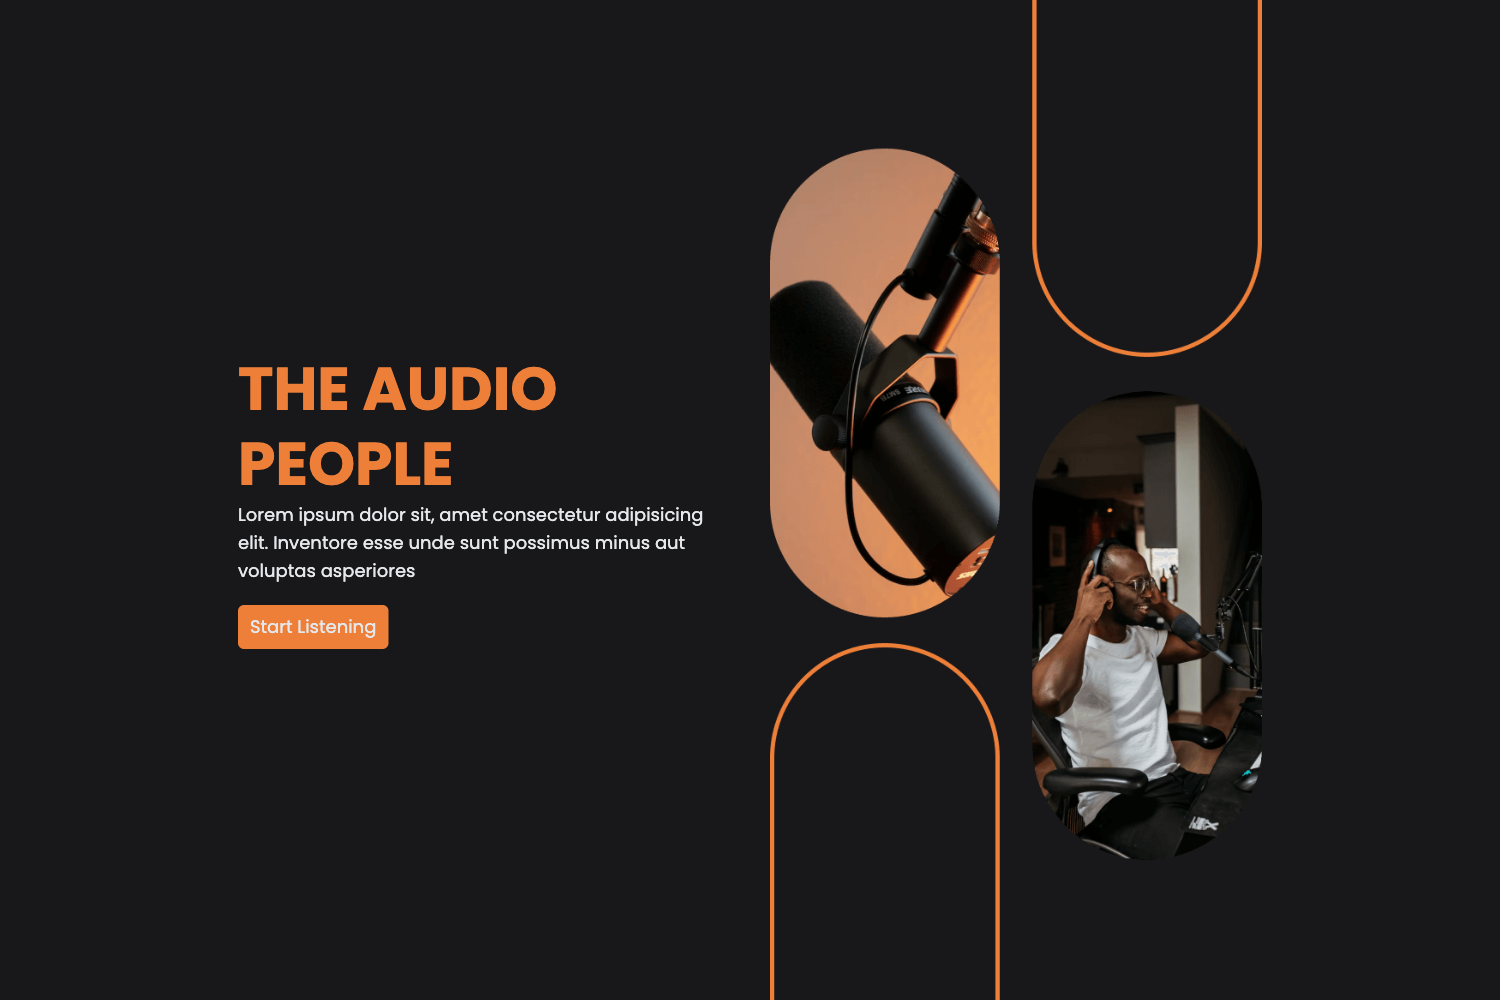 THE AUDIO
PEOPLE
Lorem ipsum dolor sit, amet consectetur adipisicing
elit. Inventore esse unde sunt possimus minus aut
voluptas asperiores
Start Listening